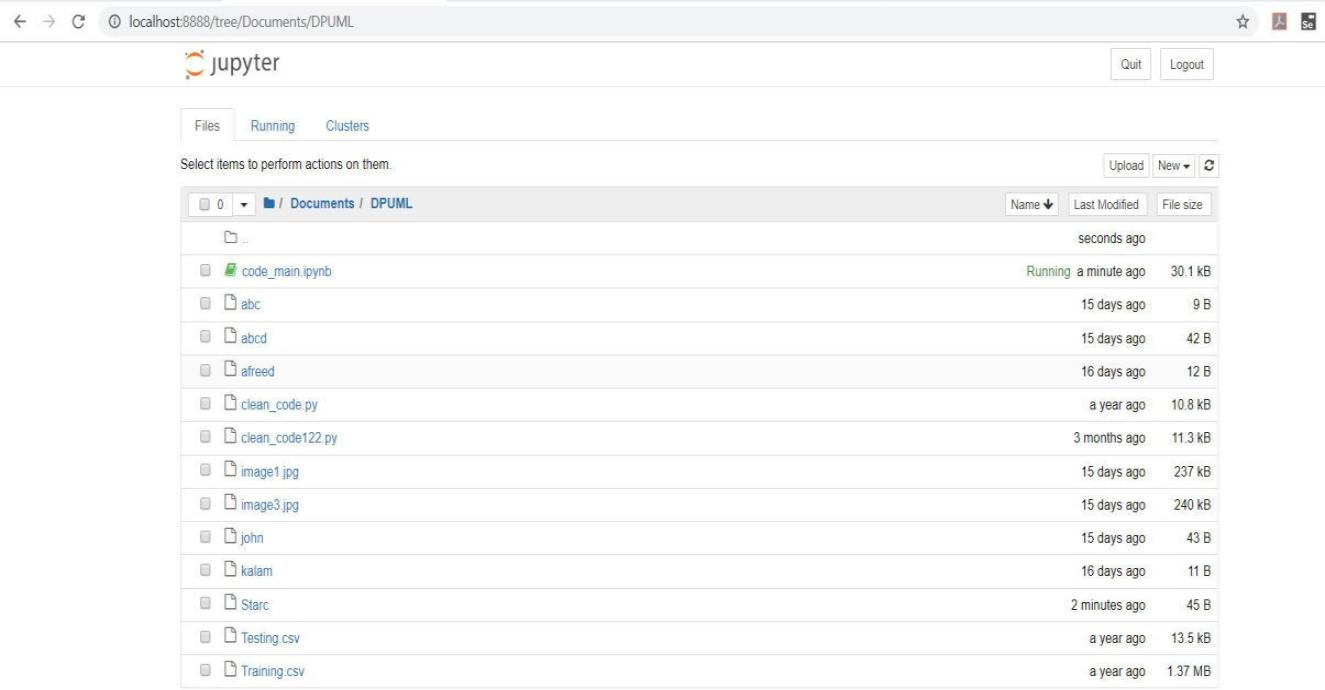 localhost:8888/tree/Documents/DPUML
Se
jupyter Quit Logout
Files Running Clusters
Select items to perform actions on them. Upload New
0 / Documents / DPUML Name Last Modified File size
.. seconds ago
code_main.ipynb Running a minute ago 30.1 kB
abc 15 days ago 9 B
abcd 15 days ago 42 B
afreed 16 days ago 12 B
clean_code.py a year ago 10.8 kB
clean_code122.py 3 months ago 11.3 kB
image1.jpg 15 days ago 237 kB
image3.jpg 15 days ago 240 kB
john 15 days ago 43 B
kalam 16 days ago 11 B
Starc 2 minutes ago 45 B
Testing.csv a year ago 13.5 kB
Training.csv a year ago 1.37 MB